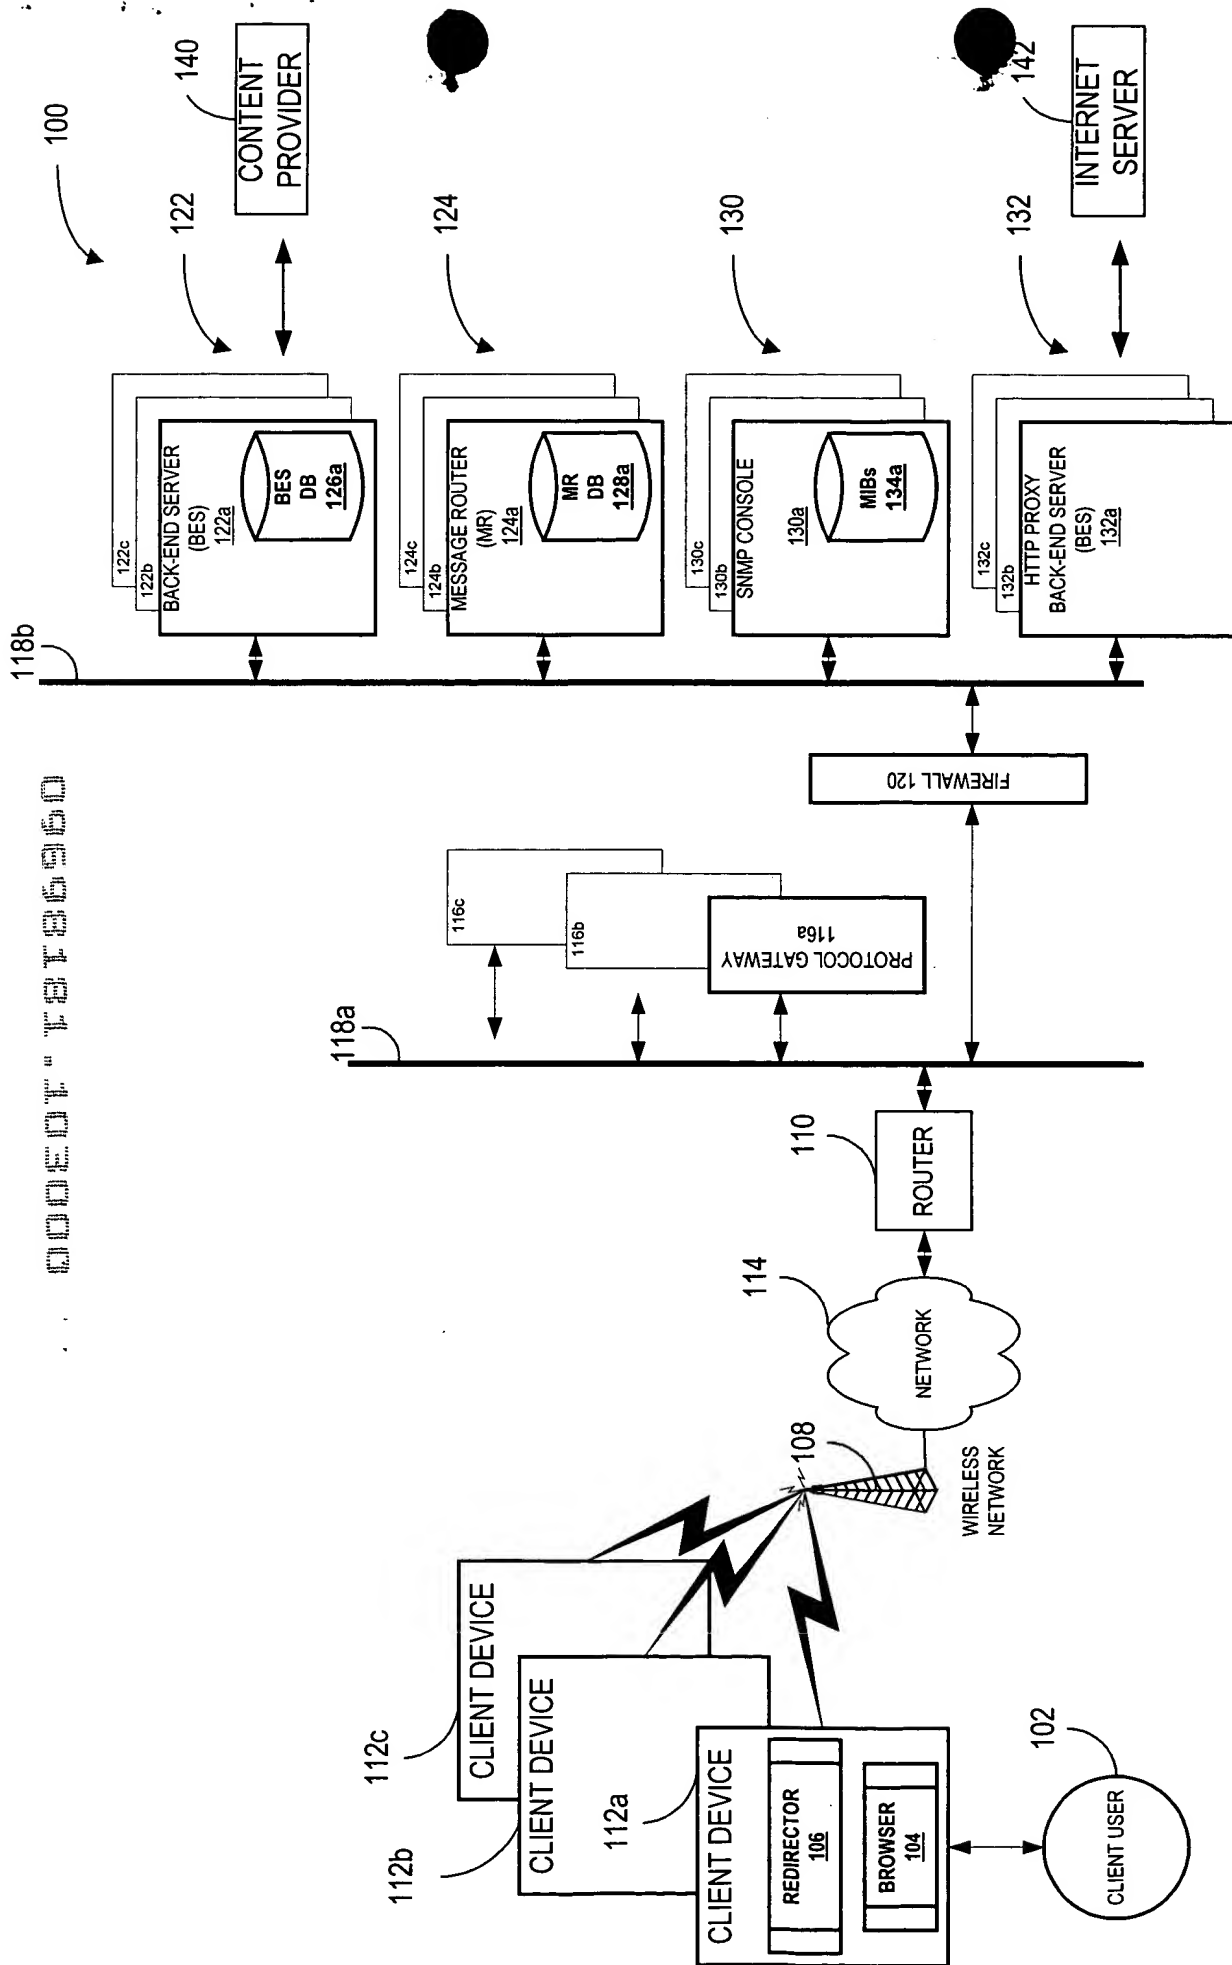 118b
100
122c
122b
BACK-END SERVER
(BES)
122a
BES
DB
126a
122
140
CONTENT
PROVIDER
124c
124b
MESSAGE ROUTER
(MR)
124a
MR
DB
128a
124
130c
130b
SNMP CONSOLE
130a
MIBs
134a
130
132c
132b
HTTP PROXY
BACK-END SERVER
(BES)
132a
132
142
INTERNET
SERVER
118a
116c
116b
PROTOCOL GATEWAY
116a
FIREWALL 120
110
ROUTER
114
NETWORK
108
WIRELESS
NETWORK
112c
CLIENT DEVICE
112b
CLIENT DEVICE
112a
CLIENT DEVICE
REDIRECTOR
106
BROWSER
104
102
CLIENT USER